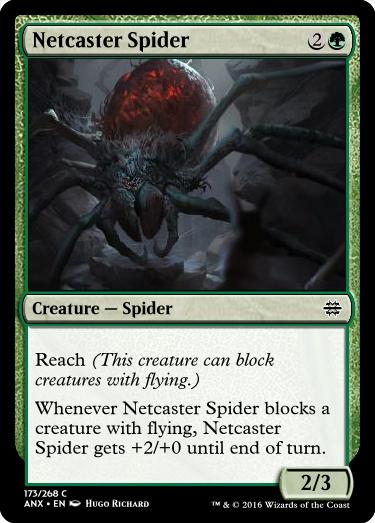 Netcaster Spider 2
Creature — Spider
Reach (This creature can block
creatures with flying.)
Whenever Netcaster Spider blocks a
creature with flying, Netcaster
Spider gets +2/+0 until end of turn.
2/3
173/268 C
ANX • EN HUGO RICHARD
™ & © 2016 Wizards of the Coast